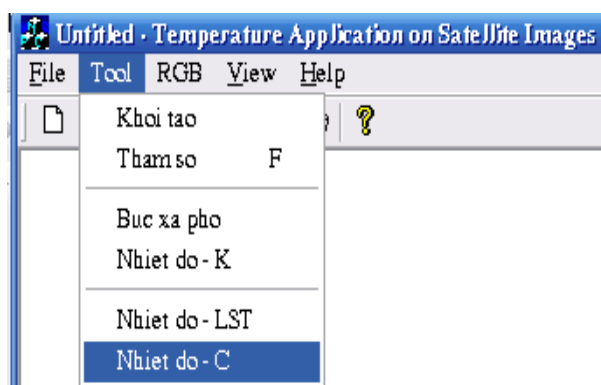 Untitled - Temperature Application on Satellite Images
File Tool RGB View Help
Khoi tao
Tham so F
Buc xa pho
Nhiet do - K
Nhiet do - LST
Nhiet do - C